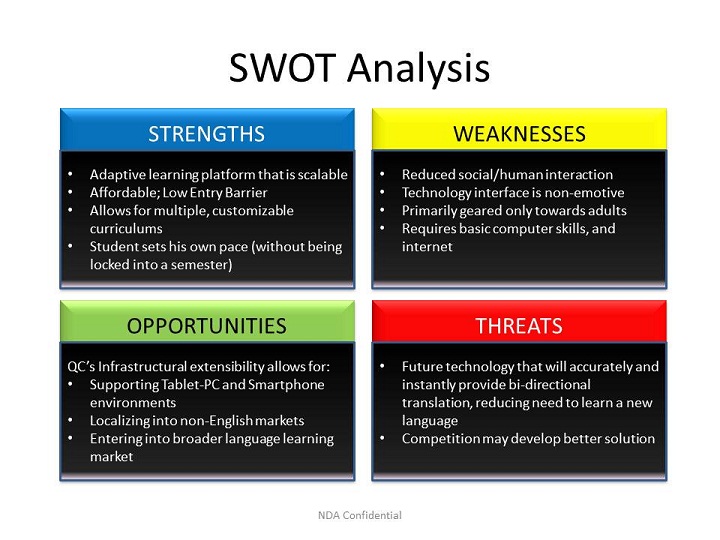 SWOT Analysis
STRENGTHS
• Adaptive learning platform that is scalable
• Affordable; Low Entry Barrier
• Allows for multiple, customizable
curriculums
• Student sets his own pace (without being
locked into a semester)
WEAKNESSES
• Reduced social/human interaction
• Technology interface is non-emotive
• Primarily geared only towards adults
• Requires basic computer skills, and
internet
OPPORTUNITIES
QC's Infrastructural extensibility allows for:
• Supporting Tablet-PC and Smartphone
environments
• Localizing into non-English markets
• Entering into broader language learning
market
THREATS
• Future technology that will accurately and
instantly provide bi-directional
translation, reducing need to learn a new
language
• Competition may develop better solution
NDA Confidential